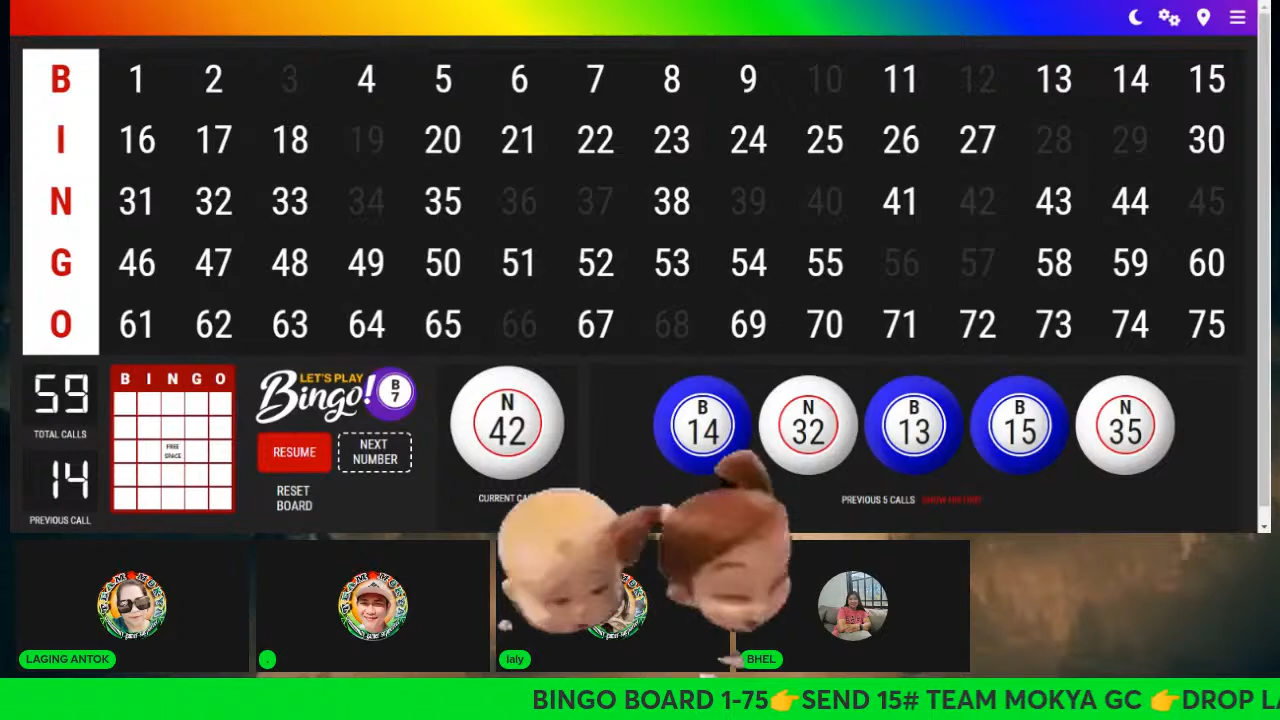 B 1 2 3 4 5 6 7 8 9 10 11 12 13 14 15
I 16 17 18 19 20 21 22 23 24 25 26 27 28 29 30
N 31 32 33 34 35 36 37 38 39 40 41 42 43 44 45
G 46 47 48 49 50 51 52 53 54 55 56 57 58 59 60
O 61 62 63 64 65 66 67 68 69 70 71 72 73 74 75
59
TOTAL CALLS
14
PREVIOUS CALL
B I N G O
FREE
SPACE
LET'S PLAY
Bingo!
B
7
RESUME
NEXT
NUMBER
RESET
BOARD
N
42
CURRENT
B
14
N
32
B
13
B
15
N
35
PREVIOUS 5 CALLS SHOW HISTORY
LAGING ANTOK
.
laly
BHEL
BINGO BOARD 1-75👉SEND 15# TEAM MOKYA GC 👉DROP